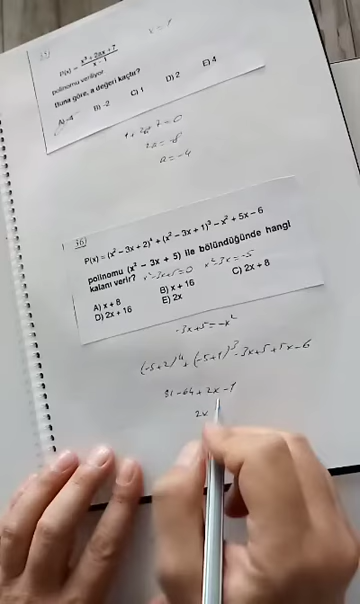 x = 1
P(x) = x⁹ + 2ax + 7 / x - 1
polinomu veriliyor.
Buna göre, a değeri kaçtır?
A) -4 B) -2 C) 1 D) 2 E) 4
1 + 2a + 7 = 0
2a = -8
a = -4
36)
P(x) = (x² - 3x + 2)⁴ + (x² - 3x + 1)³ - x² + 5x - 6
polinomu (x² - 3x + 5) ile bölündüğünde hangi
kalanı verir? x² - 3x + 5 = 0 x² - 3x = -5
A) x + 8 B) x + 16 C) 2x + 8
D) 2x + 16 E) 2x
-3x + 5 = -x²
(-5+2)⁴ + (-5+1)³ - 3x + 5 + 5x - 6
81 - 64 + 2x - 1
2x